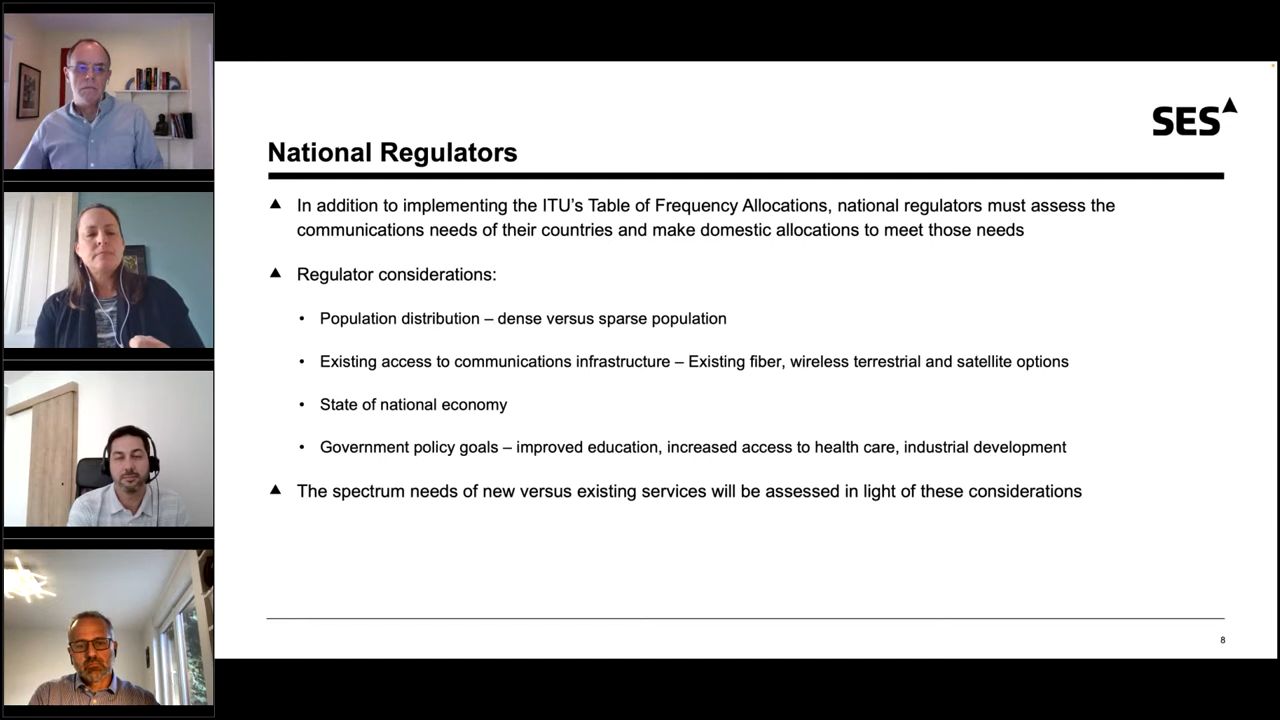 SES
National Regulators
In addition to implementing the ITU's Table of Frequency Allocations, national regulators must assess the
communications needs of their countries and make domestic allocations to meet those needs
Regulator considerations:
• Population distribution – dense versus sparse population
• Existing access to communications infrastructure – Existing fiber, wireless terrestrial and satellite options
• State of national economy
• Government policy goals – improved education, increased access to health care, industrial development
The spectrum needs of new versus existing services will be assessed in light of these considerations
8